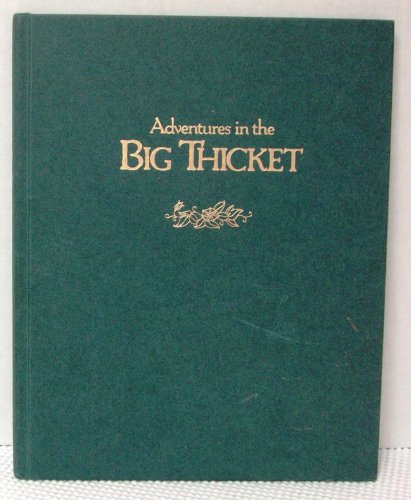 Adventures in the
BIG THICKET